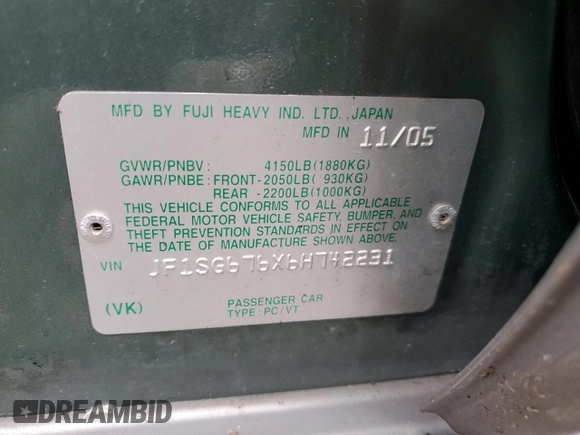 MFD BY FUJI HEAVY IND. LTD.,JAPAN
MFD IN 11/05
GVWR/PNBV: 4150LB(1880KG)
GAWR/PNBE: FRONT-2050LB( 930KG)
REAR -2200LB(1000KG)
THIS VEHICLE CONFORMS TO ALL APPLICABLE
FEDERAL MOTOR VEHICLE SAFETY, BUMPER, AND
THEFT PREVENTION STANDARDS IN EFFECT ON
THE DATE OF MANUFACTURE SHOWN ABOVE.
VIN JF1SG676X6H742231
(VK) PASSENGER CAR
TYPE: PC/VT
DREAMBID